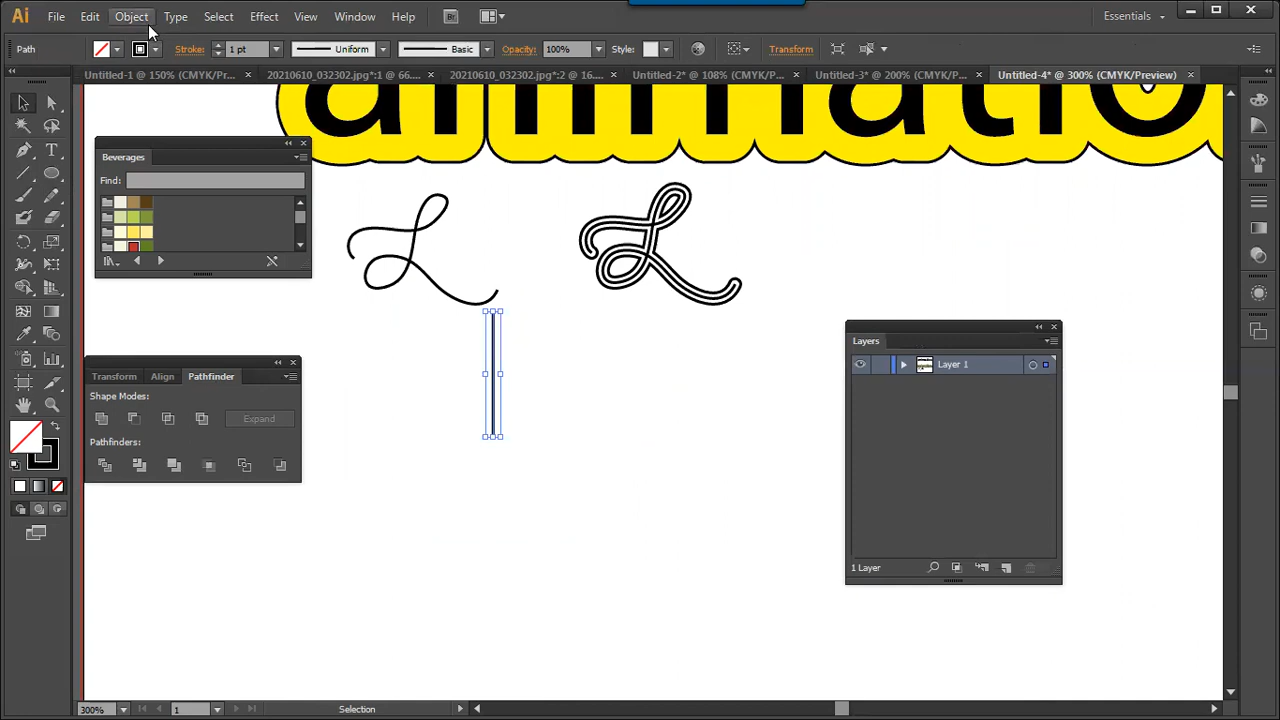 Ai File Edit Object Type Select Effect View Window Help Br Essentials
Path Stroke: 1 pt Uniform Basic Opacity: 100% Style: Transform
Untitled-1 @ 150% (CMYK/Pr... × 20210610_032302.jpg*:1 @ 66.... × 20210610_032302.jpg*:2 @ 16.... × Untitled-2* @ 108% (CMYK/P... × Untitled-3* @ 200% (CMYK/P... × Untitled-4* @ 300% (CMYK/Preview) ×
animatio
Beverages
Find:
L L
Layers
Layer 1
Transform Align Pathfinder
Shape Modes:
Expand
Pathfinders:
1 Layer
300% 1 Selection